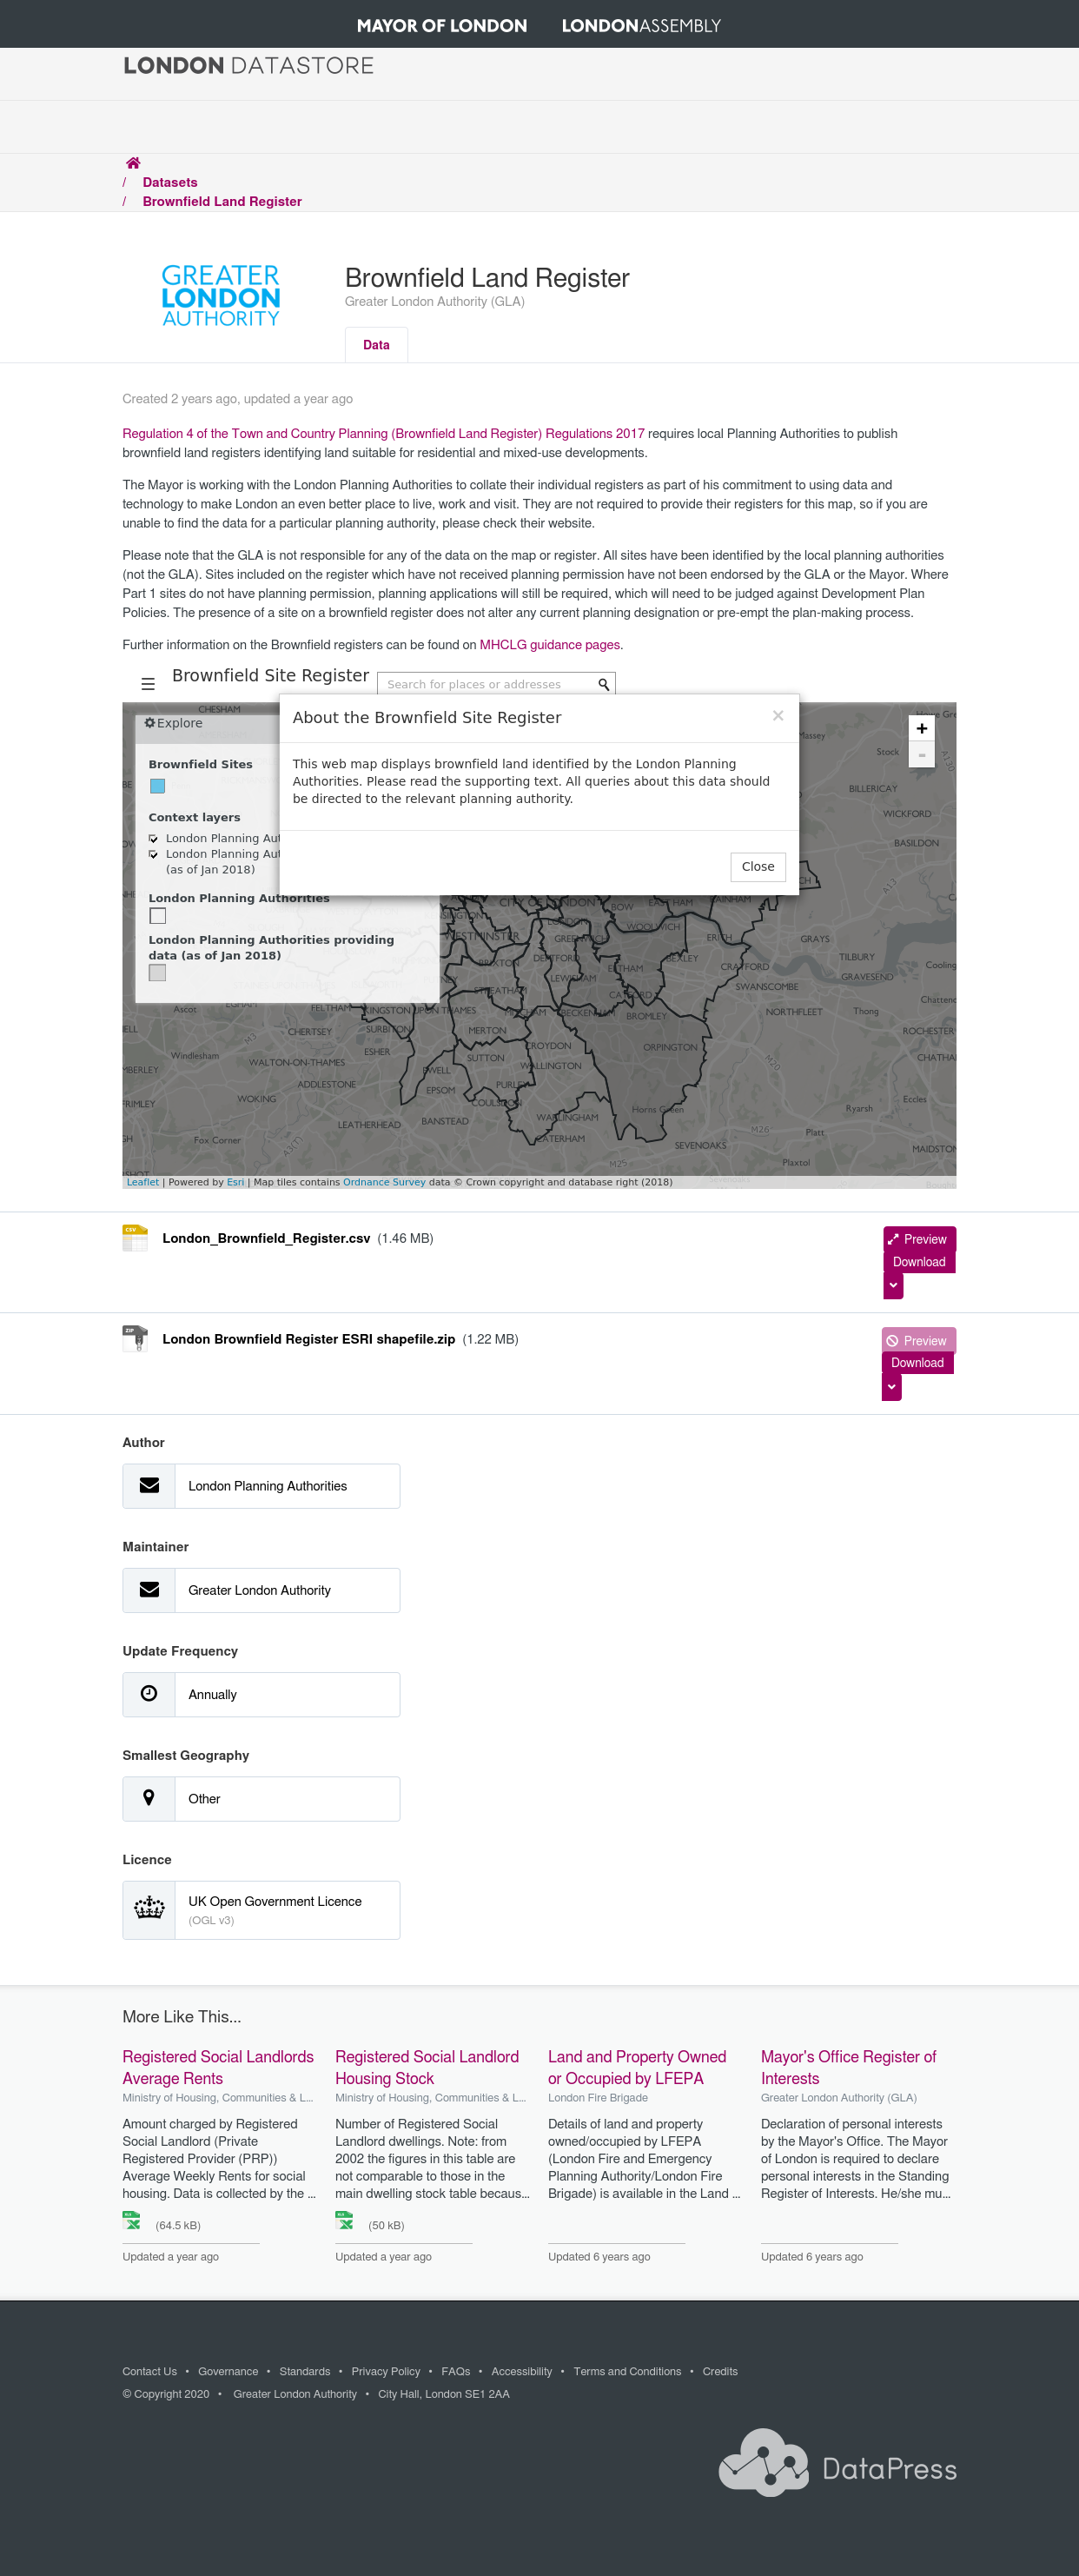 MAYOR OF LONDON LONDONASSEMBLY
LONDON DATASTORE
/ Datasets
/ Brownfield Land Register
GREATER
LONDON
AUTHORITY
Brownfield Land Register
Greater London Authority (GLA)
Data
Created 2 years ago, updated a year ago
Regulation 4 of the Town and Country Planning (Brownfield Land Register) Regulations 2017 requires local Planning Authorities to publish
brownfield land registers identifying land suitable for residential and mixed-use developments.
The Mayor is working with the London Planning Authorities to collate their individual registers as part of his commitment to using data and
technology to make London an even better place to live, work and visit. They are not required to provide their registers for this map, so if you are
unable to find the data for a particular planning authority, please check their website.
Please note that the GLA is not responsible for any of the data on the map or register. All sites have been identified by the local planning authorities
(not the GLA). Sites included on the register which have not received planning permission have not been endorsed by the GLA or the Mayor. Where
Part 1 sites do not have planning permission, planning applications will still be required, which will need to be judged against Development Plan
Policies. The presence of a site on a brownfield register does not alter any current planning designation or pre-empt the plan-making process.
Further information on the Brownfield registers can be found on MHCLG guidance pages.
Brownfield Site Register
Search for places or addresses
CHESHAM
Explore
About the Brownfield Site Register
×
This web map displays brownfield land identified by the London Planning
Authorities. Please read the supporting text. All queries about this data should
be directed to the relevant planning authority.
Close
+
-
Massey
Stock
A130
BILLERICAY
WICKFORD
BASILDON
A13
Brownfield Sites
Context layers
London Planning Aut
London Planning Aut
(as of Jan 2018)
London Planning Authorities
London Planning Authorities providing
data (as of Jan 2018)
CITY OF LONDON
BOW
EAST HAM
RAINHAM
LONDON
WOOLWICH
WESTMINSTER
GREENWICH
ERITH
GRAYS
BRIXTON
DEPTFORD
ELTHAM
BEXLEY
CRAYFORD
TILBURY
GRAVESEND
Cooling
LEWISHAM
STREATHAM
CATFORD
SWANSCOMBE
Chattend
EGHAM
Ascot
FELTHAM
KINGSTON UPON THAMES
MITCHAM
BECKENHAM
BROMLEY
NORTHFLEET
Thong
CHERTSEY
SURBITON
MERTON
ROCHESTER
M3
ESHER
CROYDON
ORPINGTON
Windlesham
WALTON-ON-THAMES
SUTTON
WALLINGTON
CHATHAM
MBERLEY
EWELL
M20
ADDLESTONE
EPSOM
PURLEY
RIMLEY
WOKING
COULSDON
Eccles
LEATHERHEAD
BANSTEAD
WARLINGHAM
Horns Green
Ryarsh
M26
Platt
Fox Corner
A3(T)
CATERHAM
SEVENOAKS
MAIDSTON
M25
Plaxtol
Leaflet | Powered by Esri | Map tiles contains Ordnance Survey data © Crown copyright and database right (2018)
CSV
London_Brownfield_Register.csv (1.46 MB)
Preview
Download
ZIP
London Brownfield Register ESRI shapefile.zip (1.22 MB)
Preview
Download
Author
London Planning Authorities
Maintainer
Greater London Authority
Update Frequency
Annually
Smallest Geography
Other
Licence
UK Open Government Licence
(OGL v3)
More Like This...
Registered Social Landlords
Average Rents
Ministry of Housing, Communities & L...
Amount charged by Registered
Social Landlord (Private
Registered Provider (PRP))
Average Weekly Rents for social
housing. Data is collected by the ...
(64.5 kB)
Updated a year ago
Registered Social Landlord
Housing Stock
Ministry of Housing, Communities & L...
Number of Registered Social
Landlord dwellings. Note: from
2002 the figures in this table are
not comparable to those in the
main dwelling stock table becaus...
(50 kB)
Updated a year ago
Land and Property Owned
or Occupied by LFEPA
London Fire Brigade
Details of land and property
owned/occupied by LFEPA
(London Fire and Emergency
Planning Authority/London Fire
Brigade) is available in the Land ...
Updated 6 years ago
Mayor's Office Register of
Interests
Greater London Authority (GLA)
Declaration of personal interests
by the Mayor's Office. The Mayor
of London is required to declare
personal interests in the Standing
Register of Interests. He/she mu...
Updated 6 years ago
Contact Us • Governance • Standards • Privacy Policy • FAQs • Accessibility • Terms and Conditions • Credits
© Copyright 2020 • Greater London Authority • City Hall, London SE1 2AA
DataPress